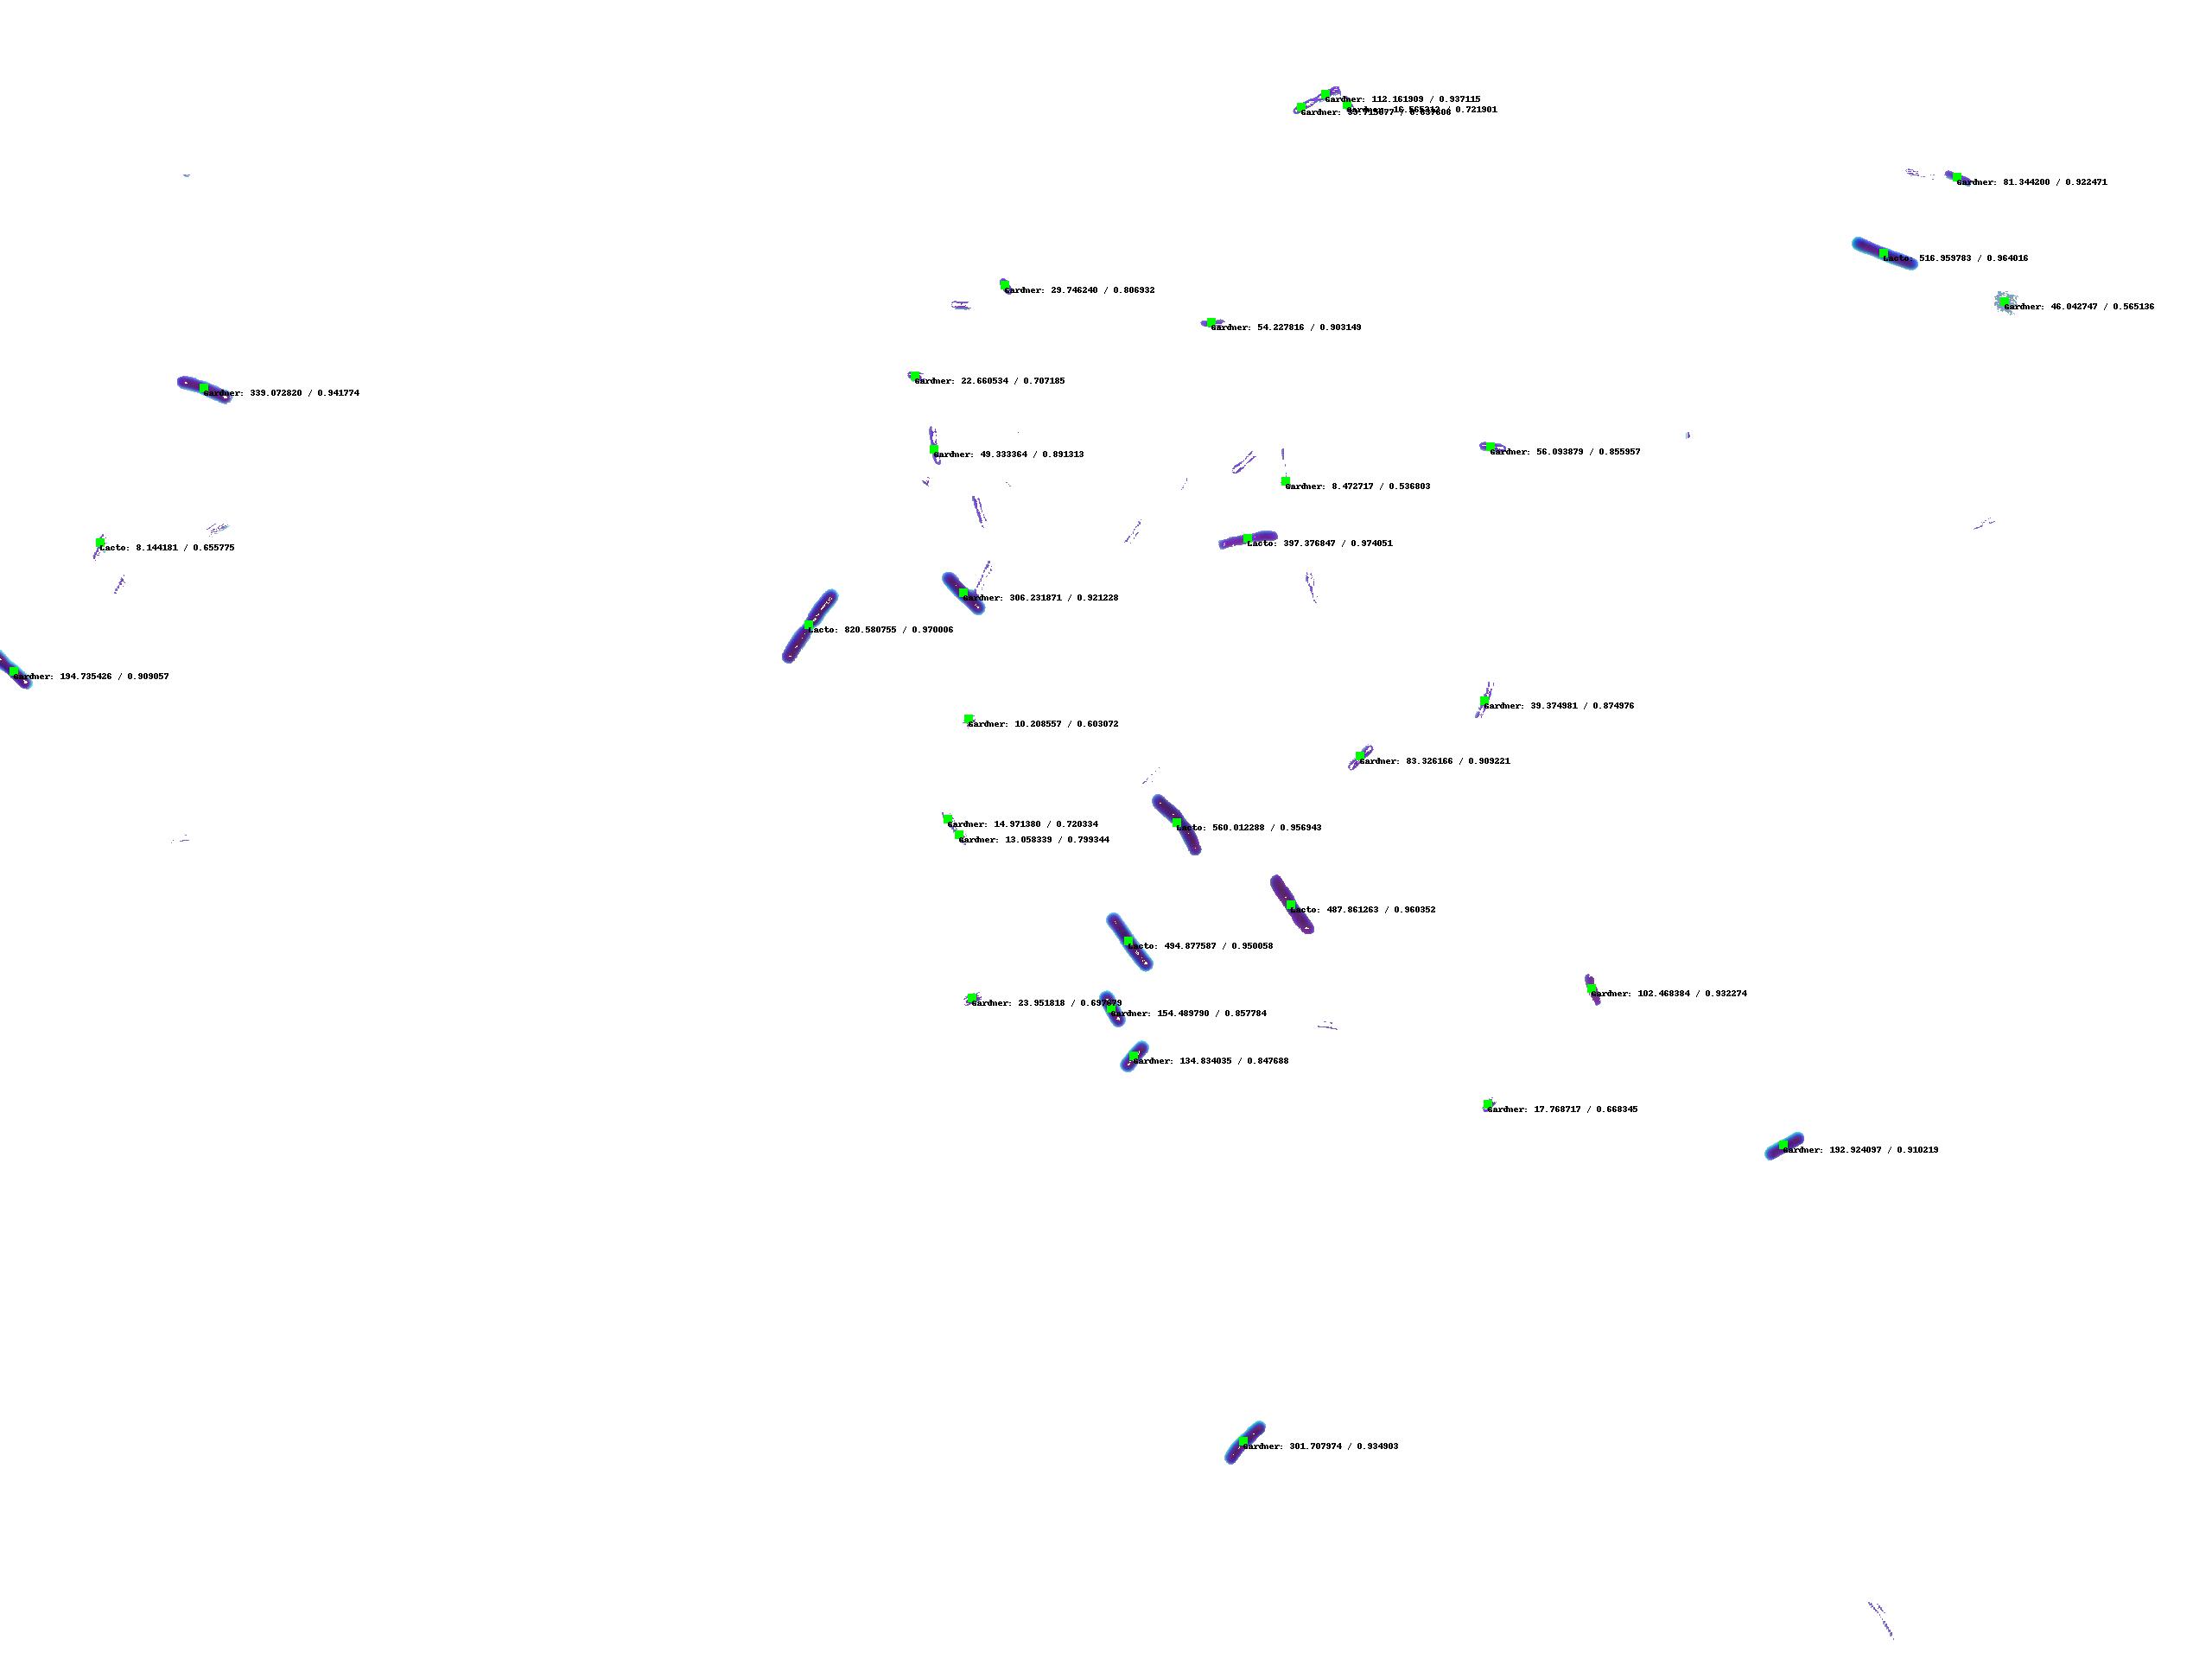 Gardner: 112.161909 / 0.937115
Gardner: / 0.721901
Gardner:
Gardner: 81.344200 / 0.922471
Lacto: 516.959783 / 0.964016
Gardner: 29.746240 / 0.806932
Gardner: 46.042747 / 0.565136
Gardner: 54.227816 / 0.903149
Gardner: 22.660534 / 0.707185
Gardner: 339.072820 / 0.941774
Gardner: 49.333364 / 0.891313
Gardner: 56.093879 / 0.855957
Gardner: 8.472717 / 0.536803
Lacto: 8.144181 / 0.655775
Lacto: 397.376847 / 0.974051
Gardner: 306.231871 / 0.921228
Lacto: 820.580755 / 0.970006
Gardner: 194.735426 / 0.909057
Gardner: 39.374981 / 0.874976
Gardner: 10.208557 / 0.603072
Gardner: 83.326166 / 0.909221
Gardner: 14.971380 / 0.720334
Lacto: 560.012288 / 0.956943
Gardner: 13.058339 / 0.799344
Lacto: 487.861263 / 0.960352
Lacto: 494.877587 / 0.950058
Gardner: 102.468384 / 0.932274
Gardner: 23.951818 / 0.697679
Gardner: 154.489790 / 0.857784
Gardner: 134.834035 / 0.847688
Gardner: 17.768717 / 0.668345
Gardner: 192.924097 / 0.910219
Gardner: 301.707974 / 0.934903